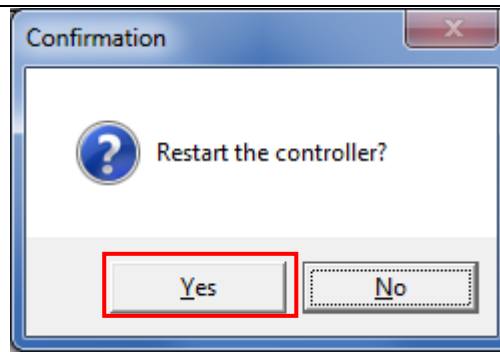 Confirmation
Restart the controller?
Yes No